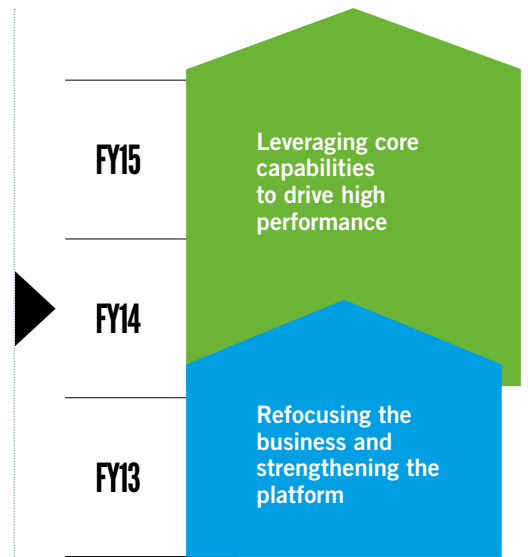 FY15
Leveraging core
capabilities
to drive high
performance
FY14
FY13
Refocusing the
business and
strengthening the
platform